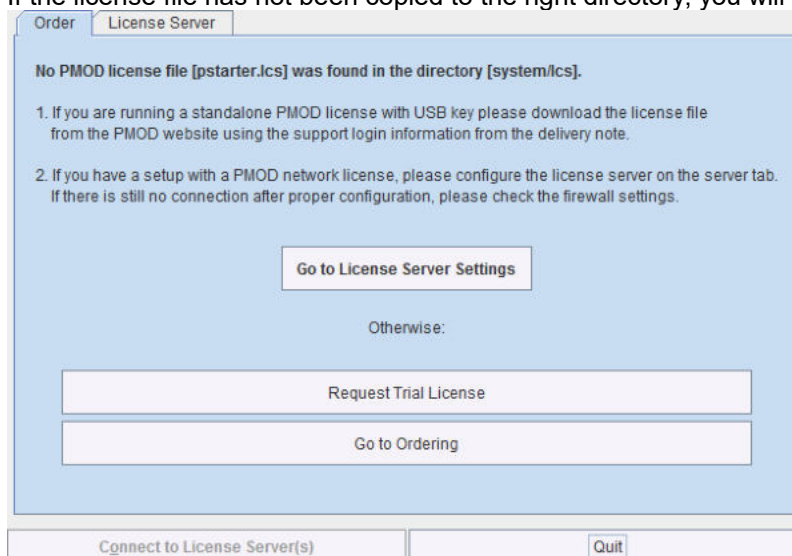 If the license file has not been copied to the right directory, you will
Order License Server
No PMOD license file [pstarter.lcs] was found in the directory [system/lcs].
1. If you are running a standalone PMOD license with USB key please download the license file
from the PMOD website using the support login information from the delivery note.
2. If you have a setup with a PMOD network license, please configure the license server on the server tab.
If there is still no connection after proper configuration, please check the firewall settings.
Go to License Server Settings
Otherwise:
Request Trial License
Go to Ordering
Connect to License Server(s) Quit